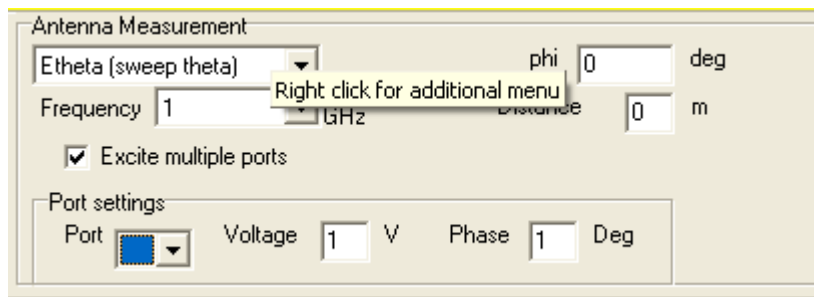 Antenna Measurement
Etheta (sweep theta) phi 0 deg
Right click for additional menu
Frequency 1 GHz Distance 0 m
Excite multiple ports
Port settings
Port Voltage 1 V Phase 1 Deg